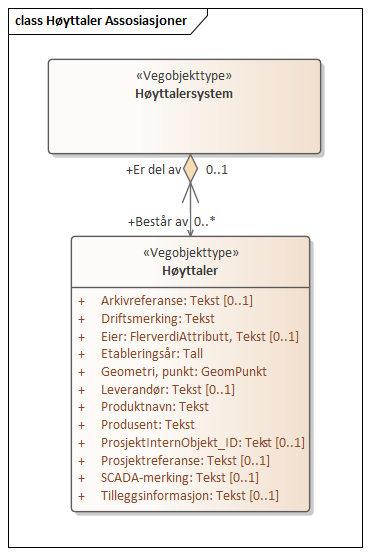 class Høyttaler Assosiasjoner
«Vegobjekttype»
Høyttalersystem
+Er del av 0..1
+Består av 0..*
«Vegobjekttype»
Høyttaler
+ Arkivreferanse: Tekst [0..1]
+ Driftsmerking: Tekst
+ Eier: FlerverdiAttributt, Tekst [0..1]
+ Etableringsår: Tall
+ Geometri, punkt: GeomPunkt
+ Leverandør: Tekst [0..1]
+ Produktnavn: Tekst
+ Produsent: Tekst
+ ProsjektInternObjekt_ID: Tekst [0..1]
+ Prosjektreferanse: Tekst [0..1]
+ SCADA-merking: Tekst [0..1]
+ Tilleggsinformasjon: Tekst [0..1]